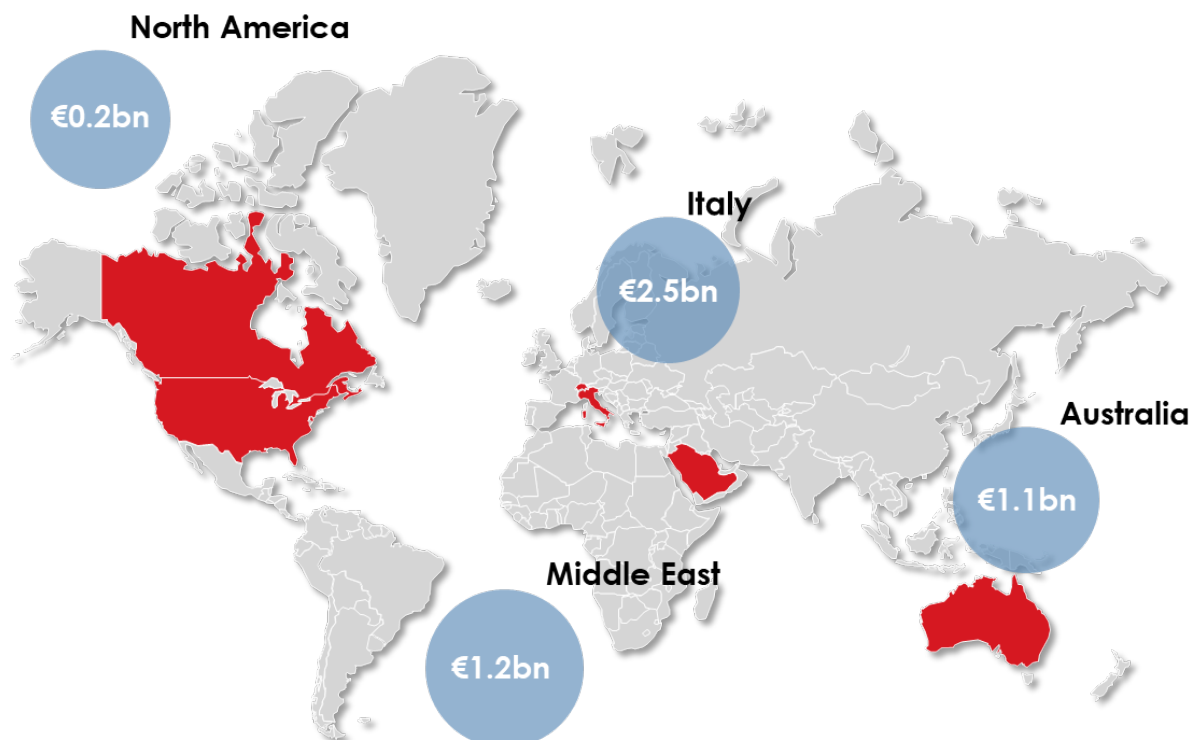 North America
€0.2bn
Italy
€2.5bn
Australia
€1.1bn
Middle East
€1.2bn